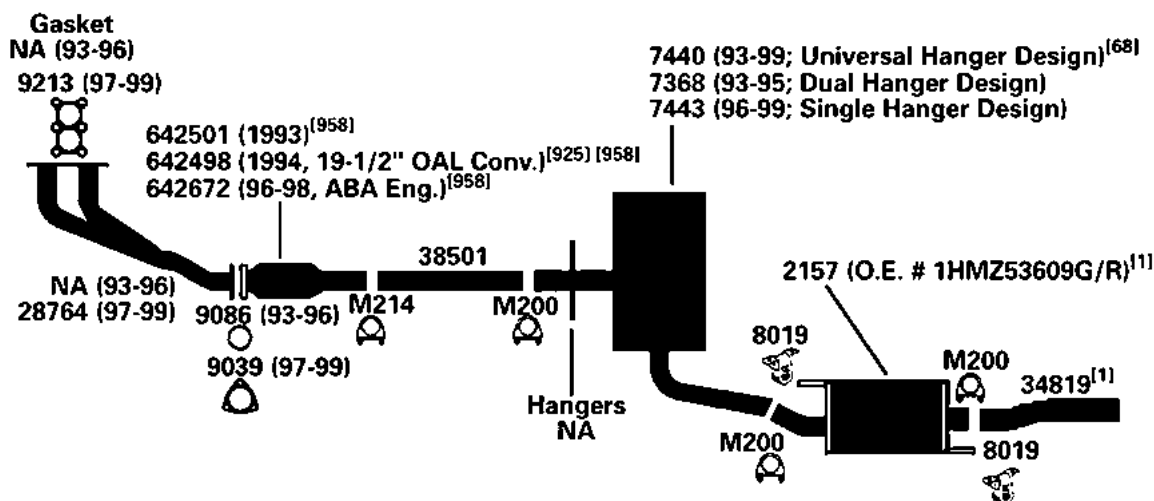 Gasket
NA (93-96)
9213 (97-99)
642501 (1993)[958]
642498 (1994, 19-1/2" OAL Conv.)[925] [958]
642672 (96-98, ABA Eng.)[958]
7440 (93-99; Universal Hanger Design)[68]
7368 (93-95; Dual Hanger Design)
7443 (96-99; Single Hanger Design)
38501
2157 (O.E. # 1HMZ53609G/R)[1]
NA (93-96)
28764 (97-99)
9086 (93-96)
M214
M200
9039 (97-99)
8019
M200
34819[1]
Hangers
NA
M200
8019